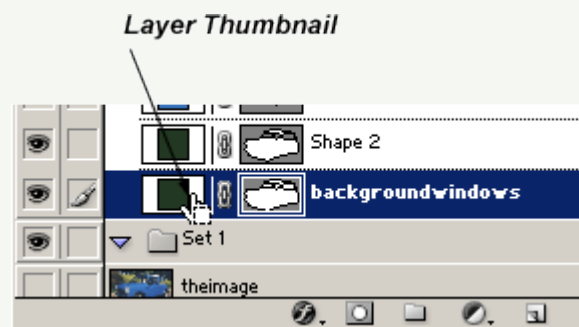 Layer Thumbnail
Shape 2
backgroundwindows
Set 1
theimage